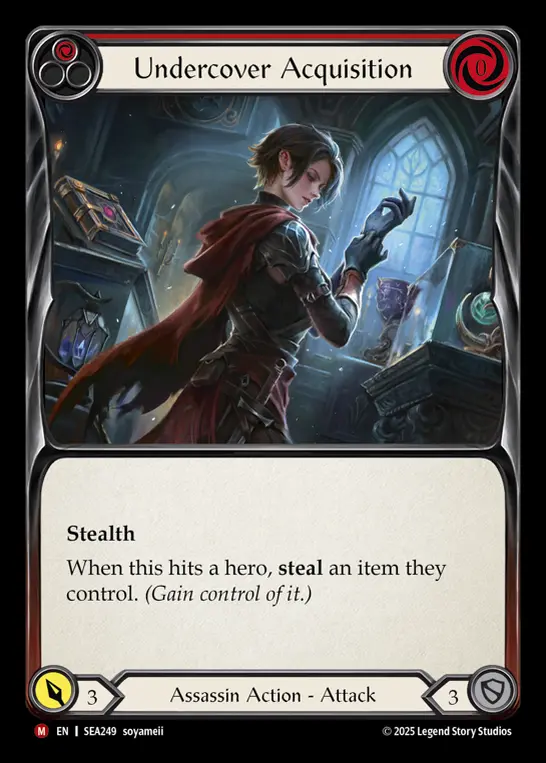 Undercover Acquisition
0
Stealth
When this hits a hero, steal an item they
control. (Gain control of it.)
3
Assassin Action - Attack
3
M EN | SEA249 soyameii
© 2025 Legend Story Studios